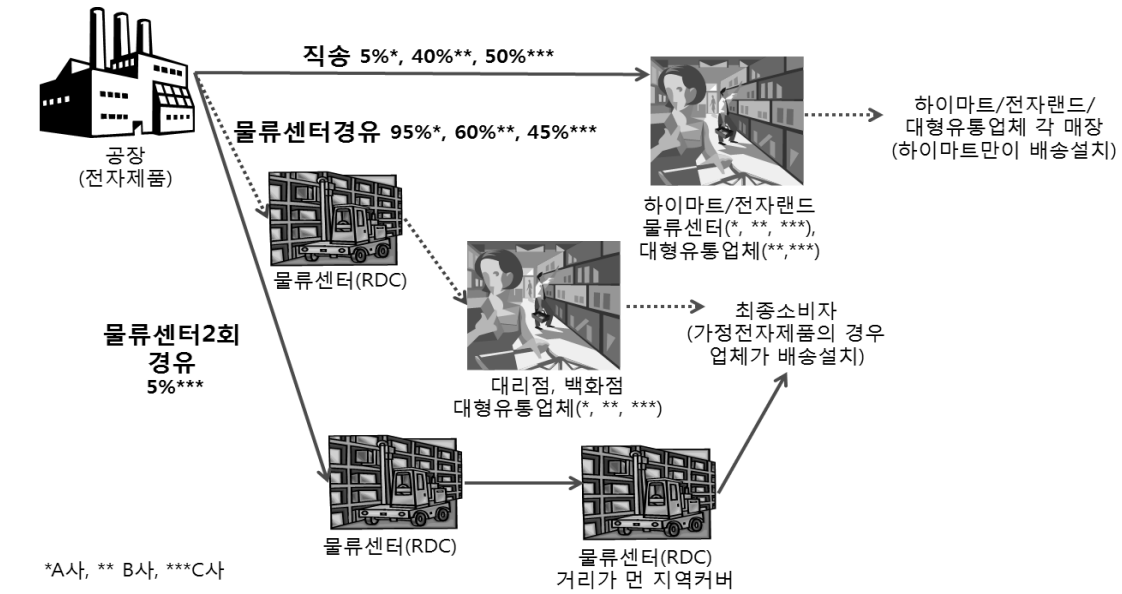 직송 5%*, 40%**, 50%***
하이마트/전자랜드/
대형유통업체 각 매장
(하이마트만이 배송설치)
물류센터경유 95%*, 60%**, 45%***
공장
(전자제품)
하이마트/전자랜드
물류센터(*, **, ***),
대형유통업체(**,***)
물류센터(RDC)
최종소비자
(가정전자제품의 경우
업체가 배송설치)
물류센터2회
경유
5%***
대리점, 백화점
대형유통업체(*, **, ***)
물류센터(RDC)
물류센터(RDC)
거리가 먼 지역커버
*A사, ** B사, ***C사